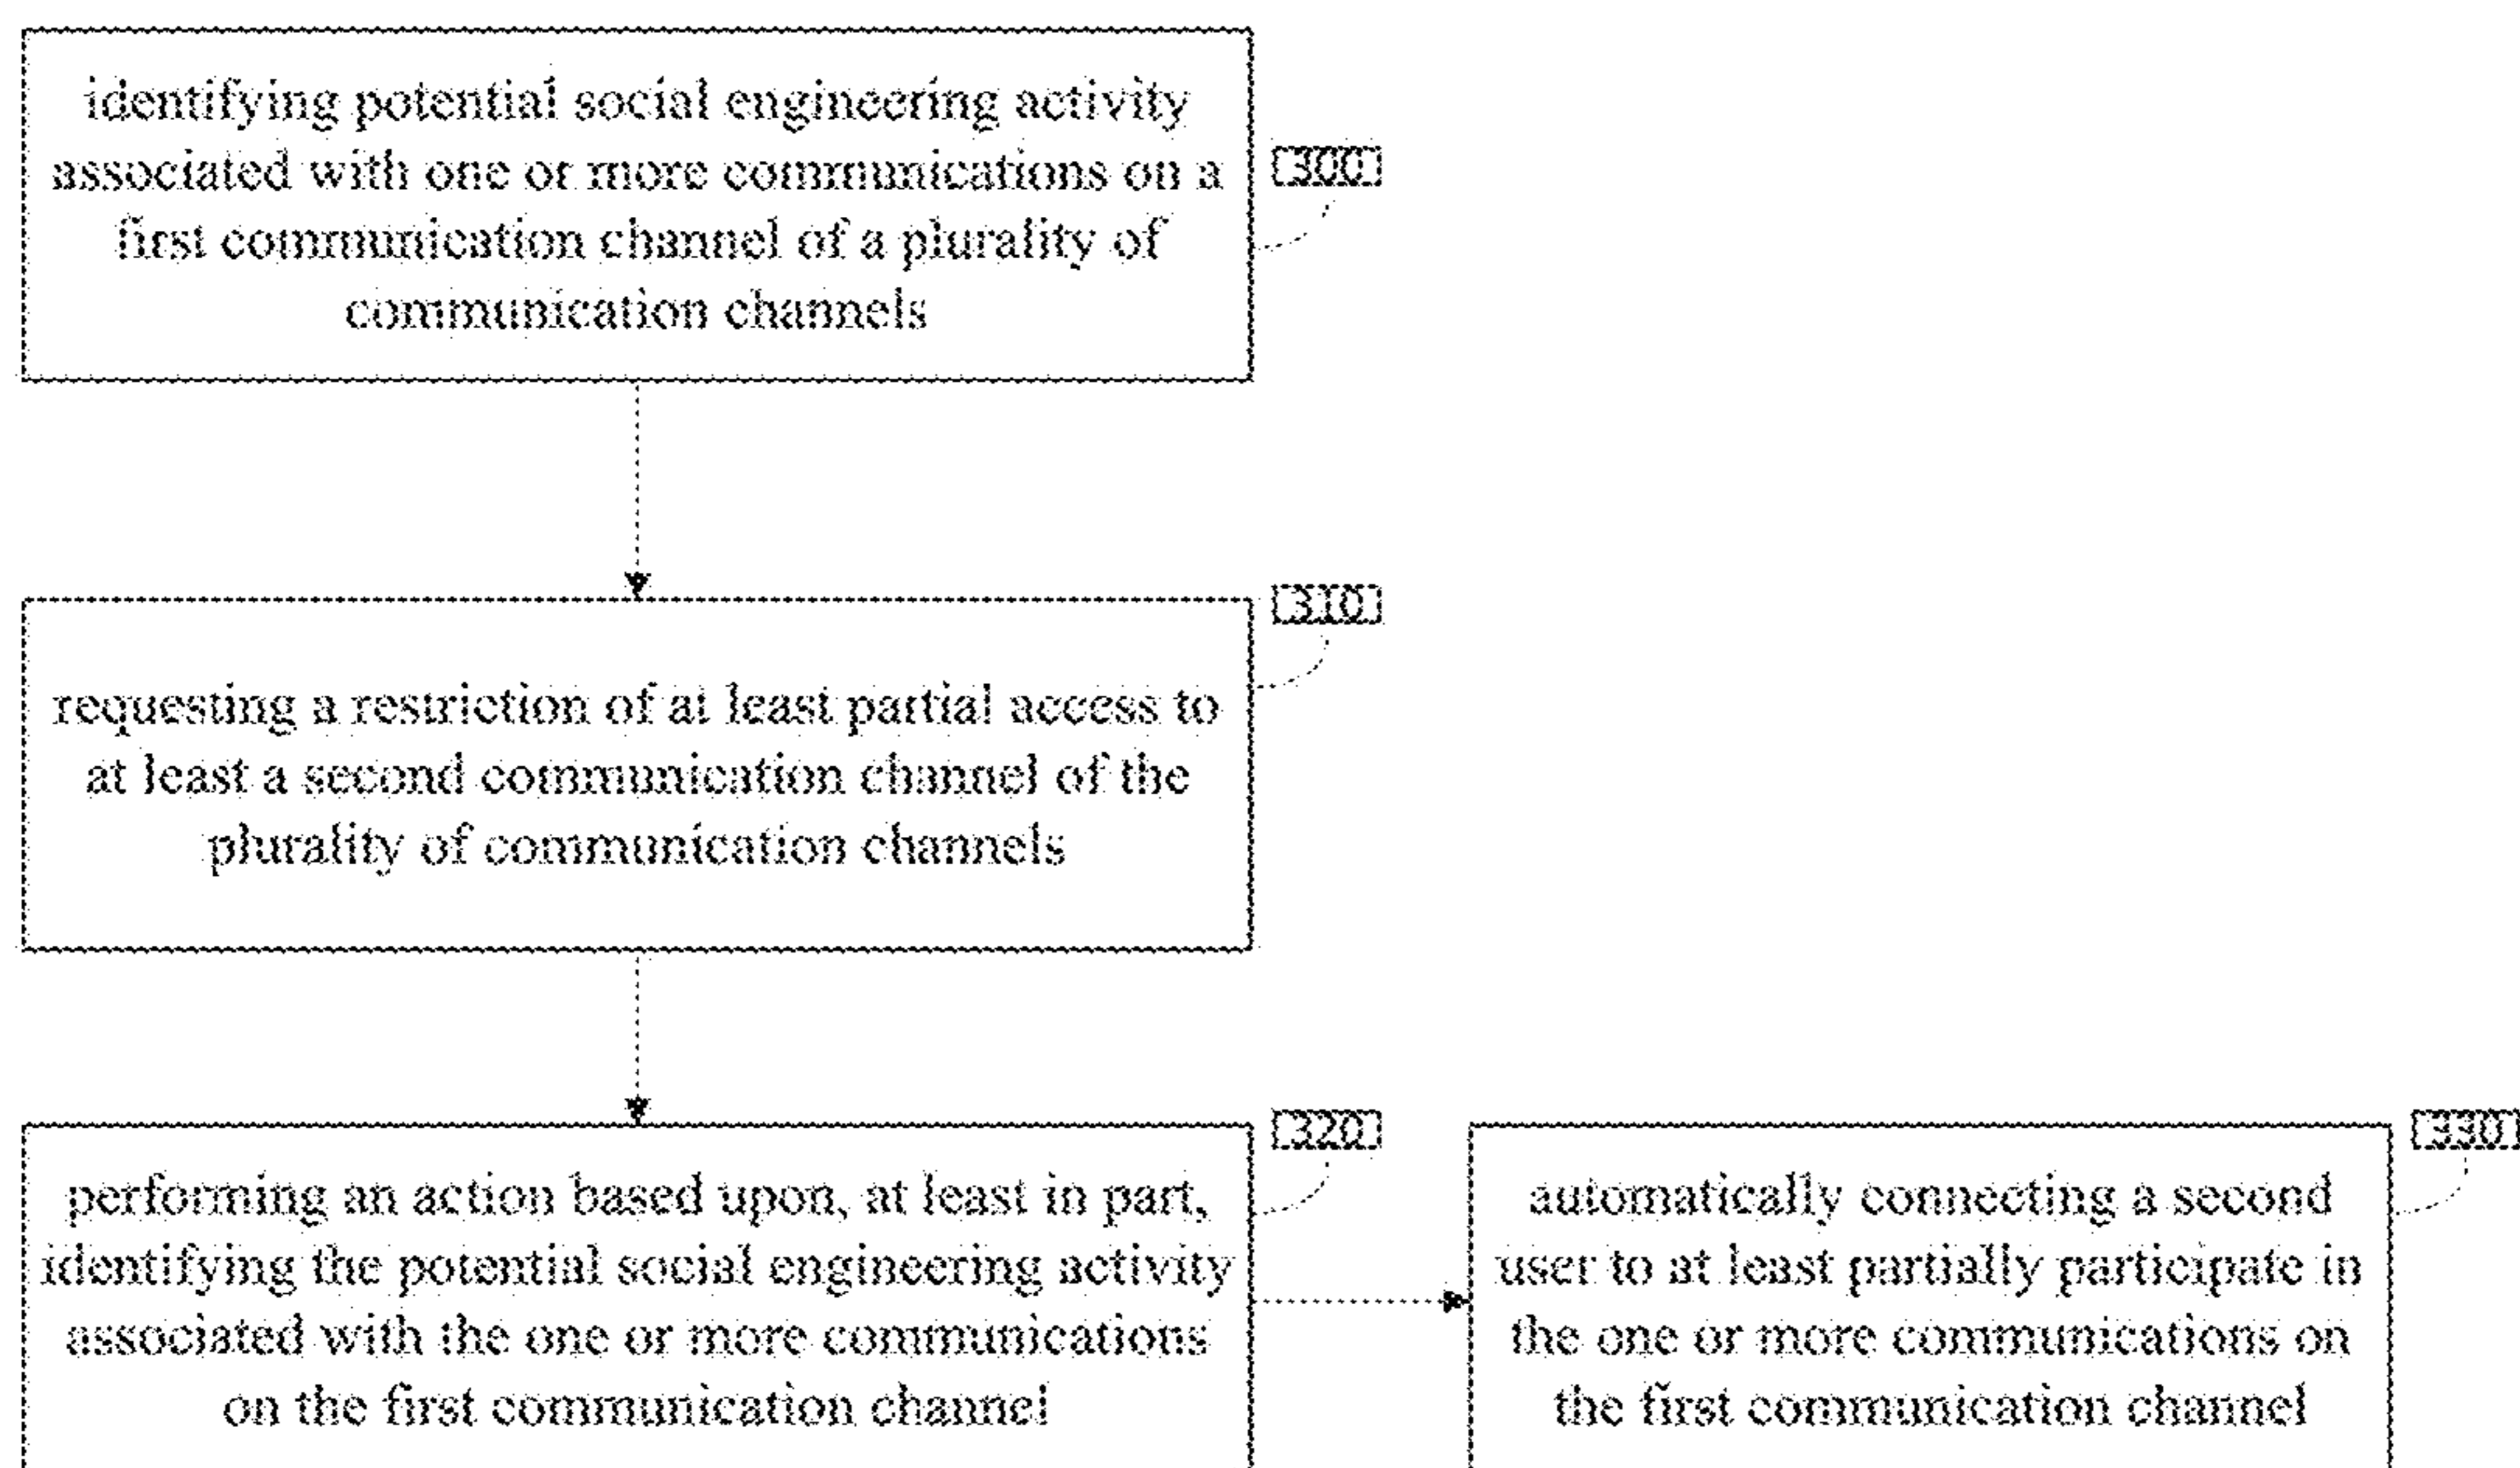 identifying potential social engineering activity
associated with one or more communications on a
first communication channel of a plurality of
communication channels
300
requesting a restriction of at least partial access to
at least a second communication channel of the
plurality of communication channels
310
performing an action based upon, at least in part,
identifying the potential social engineering activity
associated with the one or more communications
on the first communication channel
320
automatically connecting a second
user to at least partially participate in
the one or more communications on
the first communication channel
330